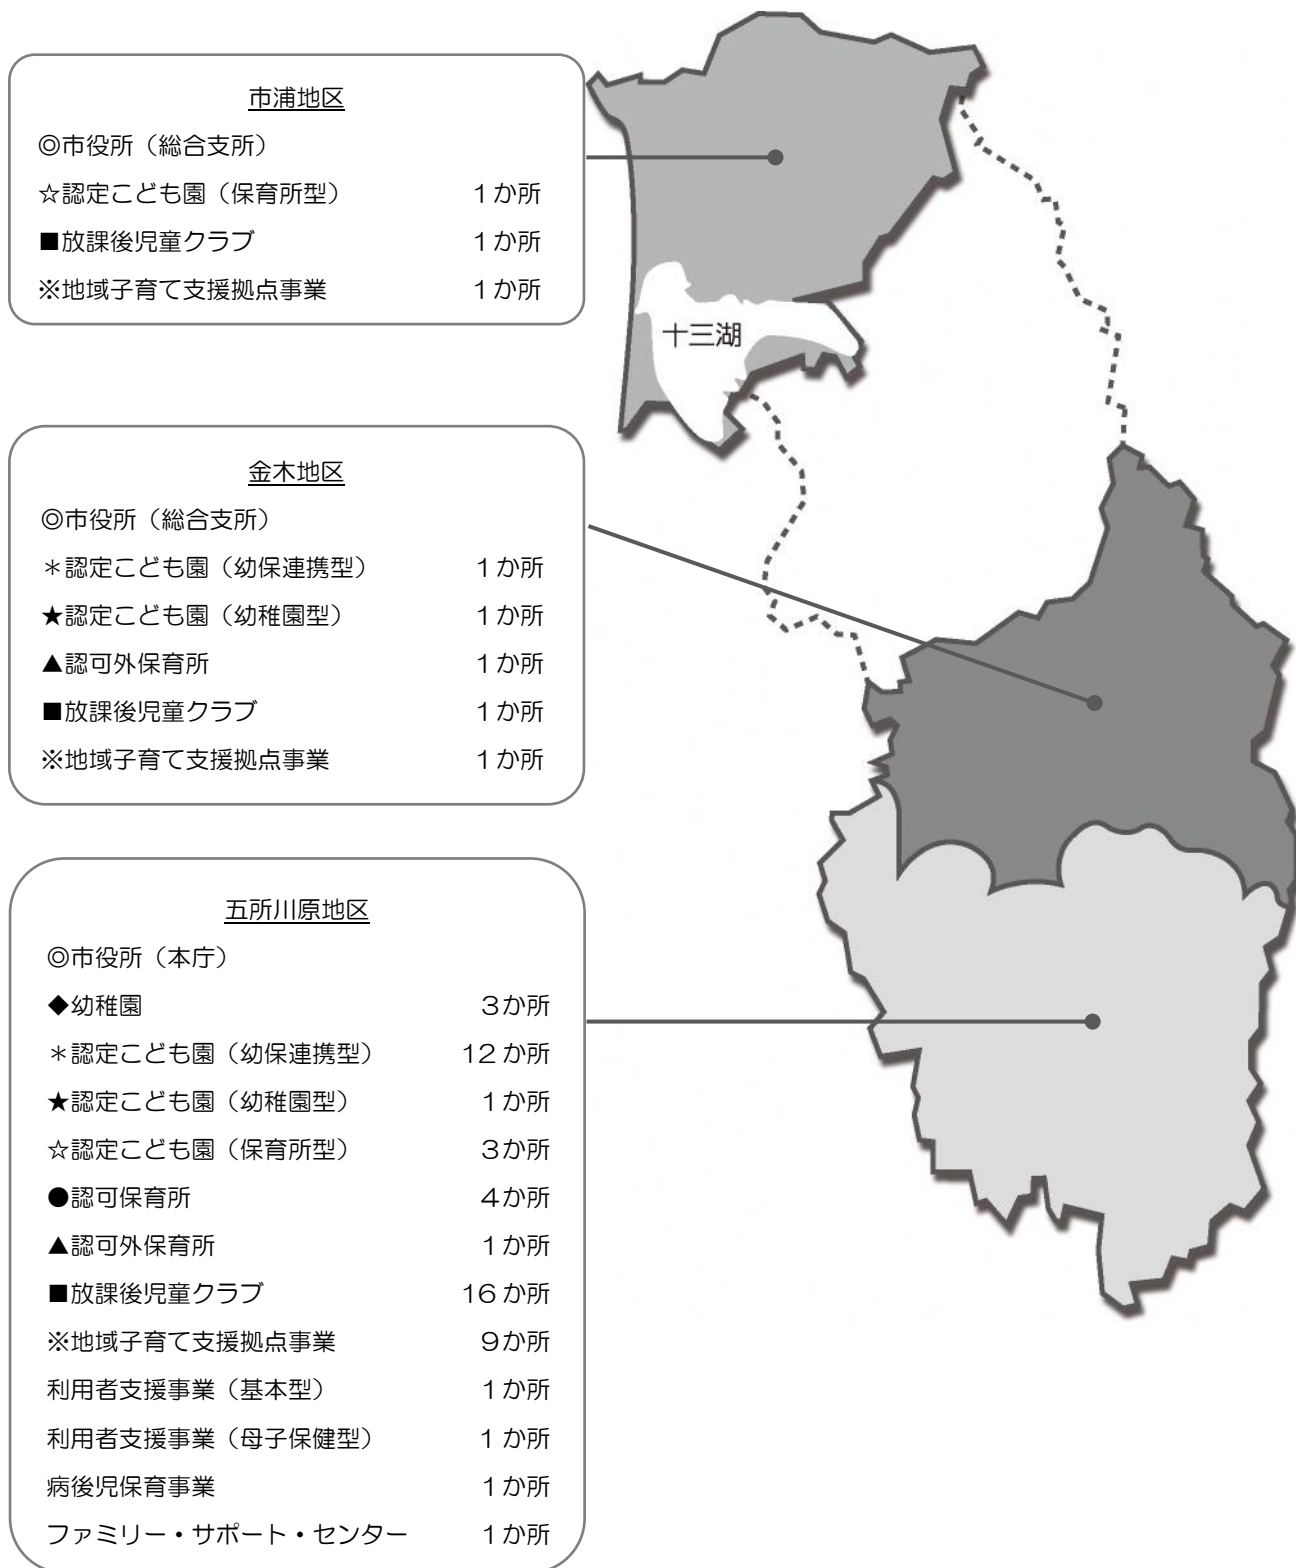 市浦地区
◎市役所（総合支所）
☆認定こども園（保育所型） 1か所
■放課後児童クラブ 1か所
※地域子育て支援拠点事業 1か所
十三湖
金木地区
◎市役所（総合支所）
＊認定こども園（幼保連携型） 1か所
★認定こども園（幼稚園型） 1か所
▲認可外保育所 1か所
■放課後児童クラブ 1か所
※地域子育て支援拠点事業 1か所
五所川原地区
◎市役所（本庁）
◆幼稚園 3か所
＊認定こども園（幼保連携型） 12か所
★認定こども園（幼稚園型） 1か所
☆認定こども園（保育所型） 3か所
●認可保育所 4か所
▲認可外保育所 1か所
■放課後児童クラブ 16か所
※地域子育て支援拠点事業 9か所
利用者支援事業（基本型） 1か所
利用者支援事業（母子保健型） 1か所
病後児保育事業 1か所
ファミリー・サポート・センター 1か所